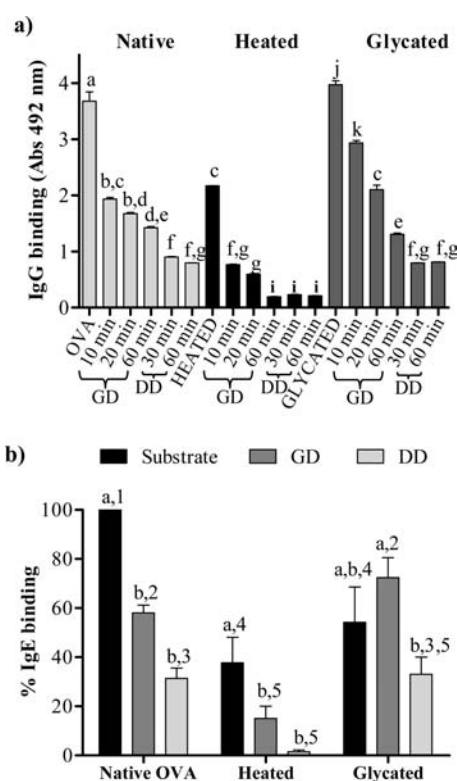 a)
Native Heated Glycated
IgG binding (Abs 492 nm)
4
3
2
1
0
a
b,c
b,d
d,e
f
f,g
c
f,g
g
i
i
i
j
k
c
e
f,g
f,g
OVA
10 min
20 min
60 min
30 min
60 min
HEATED
10 min
20 min
60 min
30 min
60 min
GLYCATED
10 min
20 min
60 min
30 min
60 min
GD DD GD DD GD DD
b)
Substrate GD DD
% IgE binding
100
80
60
40
20
0
a,1
b,2
b,3
a,4
b,5
b,5
a,b,4
a,2
b,3,5
Native OVA Heated Glycated